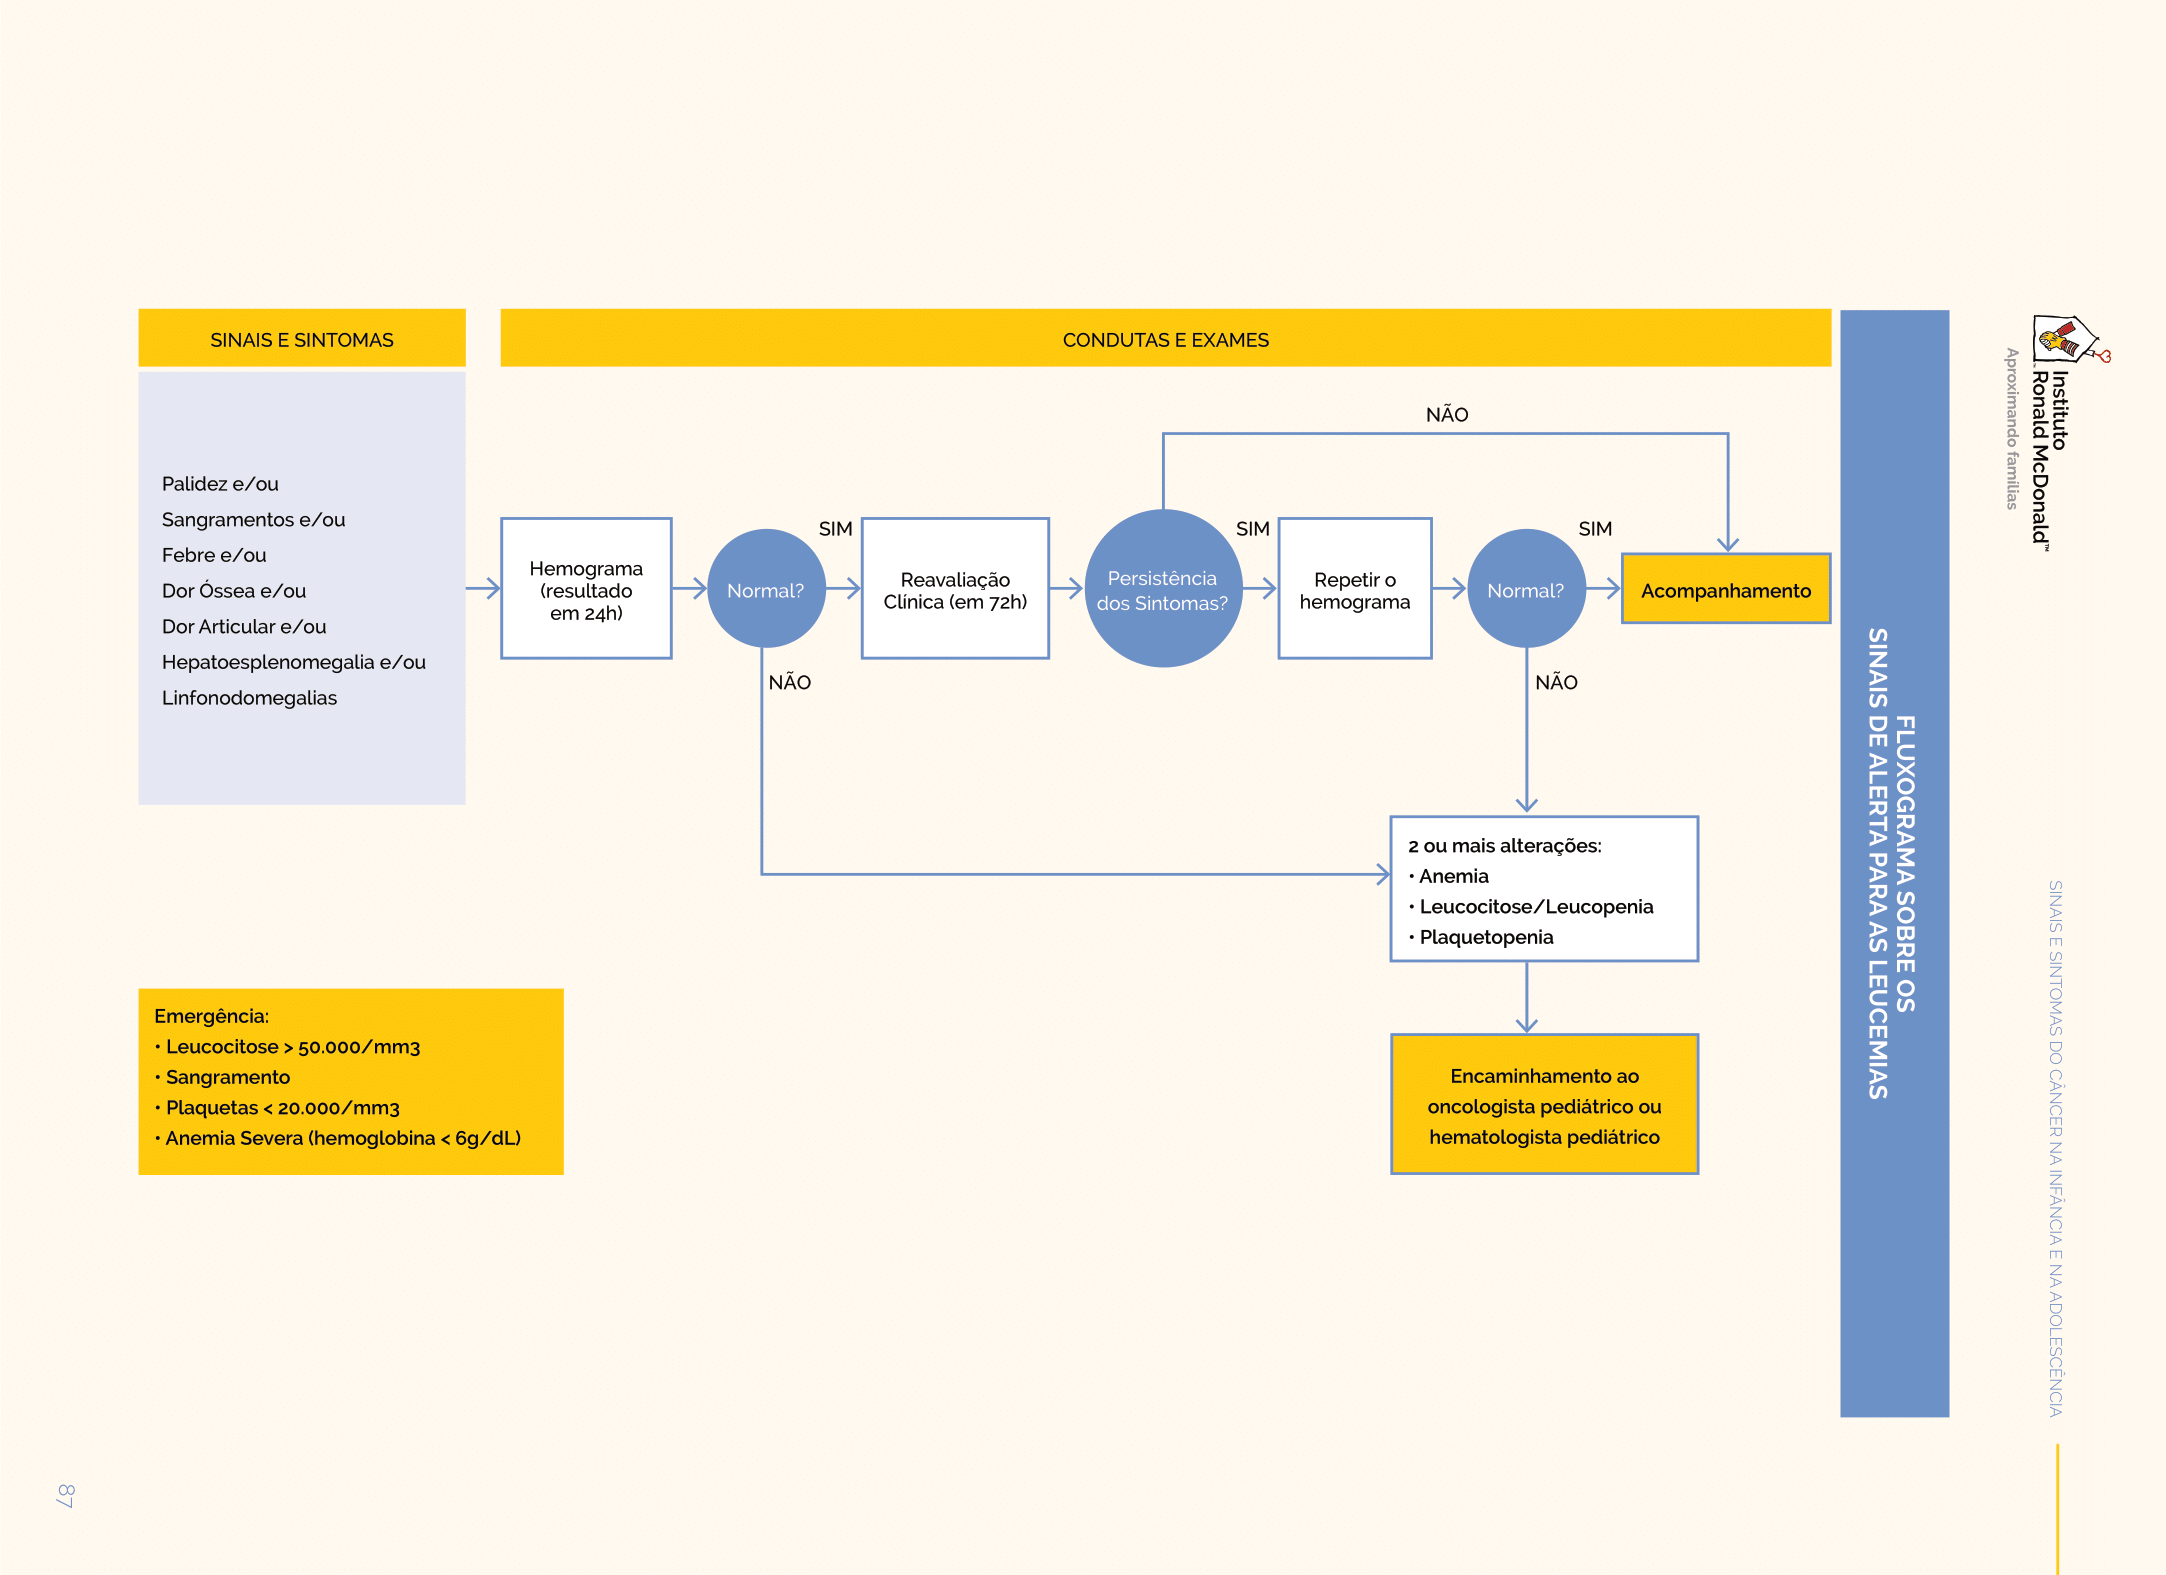 SINAIS E SINTOMAS
CONDUTAS E EXAMES
Palidez e/ou
Sangramentos e/ou
Febre e/ou
Dor Óssea e/ou
Dor Articular e/ou
Hepatoesplenomegalia e/ou
Linfonodomegalias
Hemograma
(resultado
em 24h)
Normal?
SIM
NÃO
Reavaliação
Clínica (em 72h)
Persistência
dos Sintomas?
NÃO
SIM
Repetir o
hemograma
Normal?
SIM
NÃO
Acompanhamento
2 ou mais alterações:
• Anemia
• Leucocitose/Leucopenia
• Plaquetopenia
Encaminhamento ao
oncologista pediátrico ou
hematologista pediátrico
Emergência:
• Leucocitose > 50.000/mm3
• Sangramento
• Plaquetas < 20.000/mm3
• Anemia Severa (hemoglobina < 6g/dL)
FLUXOGRAMA SOBRE OS
SINAIS DE ALERTA PARA AS LEUCEMIAS
Instituto
Ronald McDonald™
Aproximando famílias
SINAIS E SINTOMAS DO CÂNCER NA INFÂNCIA E NA ADOLESCÊNCIA
87